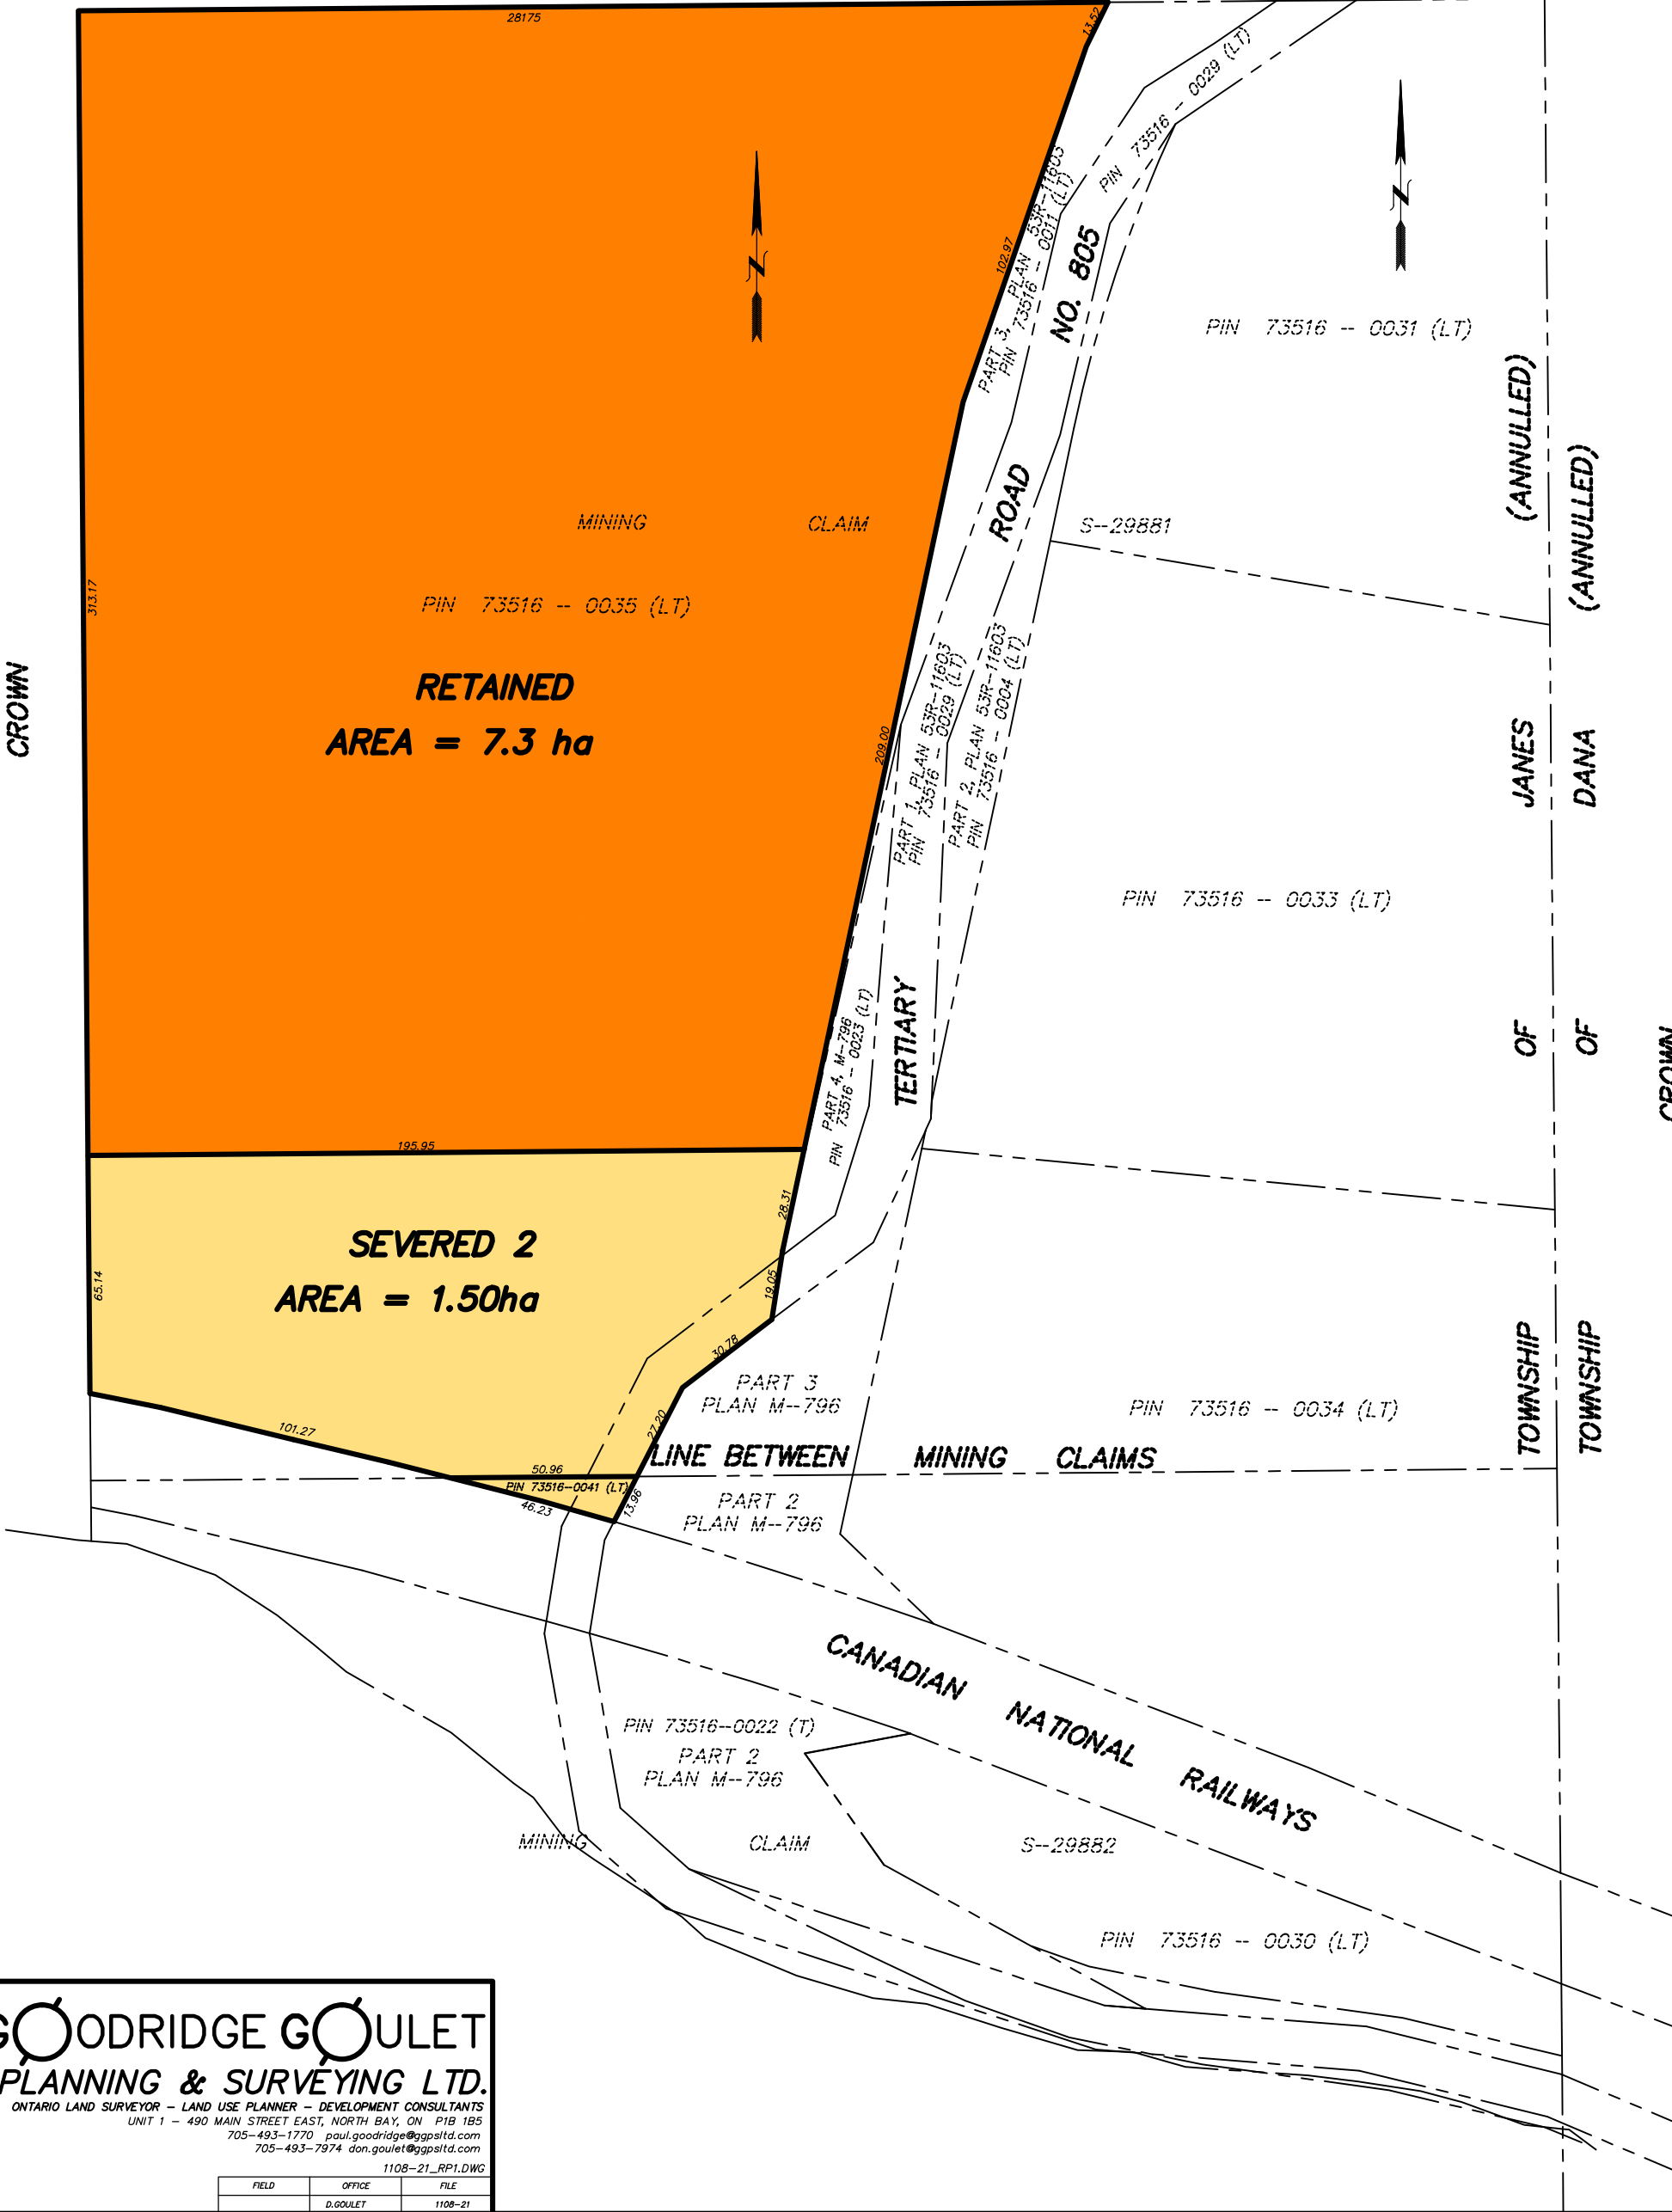 28175
13.52
PIN 73516 -- 0029 (LT)
PART 3, PLAN 53R--11603
PIN 73516 -- 0011 (LT)
102.97
NO. 805
PIN 73516 -- 0031 (LT)
(ANNULLED)
(ANNULLED)
MINING CLAIM
S--29881
ROAD
313.17
PIN 73516 -- 0035 (LT)
CROWN
RETAINED
AREA = 7.3 ha
209.00
PART 1, PLAN 53R--11603
PIN 73516 -- 0029 (LT)
PART 2, PLAN 53R--11603
PIN 73516 -- 0004 (LT)
JANES
DANA
PIN 73516 -- 0033 (LT)
PART 4, M--796
PIN 73516 -- 0023 (LT)
TERTIARY
OF
OF
CROWN
195.95
28.31
SEVERED 2
AREA = 1.50ha
65.14
19.05
30.78
PART 3
PLAN M--796
PIN 73516 -- 0034 (LT)
TOWNSHIP
TOWNSHIP
101.27
27.20
LINE BETWEEN MINING CLAIMS
50.96
PIN 73516-0041 (LT)
46.23
13.96
PART 2
PLAN M--796
CANADIAN NATIONAL RAILWAYS
PIN 73516--0022 (T)
PART 2
PLAN M--796
MINING CLAIM S--29882
PIN 73516 -- 0030 (LT)
N
N
GOODRIDGE GOULET
PLANNING & SURVEYING LTD.
ONTARIO LAND SURVEYOR - LAND USE PLANNER - DEVELOPMENT CONSULTANTS
UNIT 1 - 490 MAIN STREET EAST, NORTH BAY, ON P1B 1B5
705-493-1770 paul.goodridge@ggpsltd.com
705-493-7974 don.goulet@ggpsltd.com
1108-21_RP1.DWG
FIELD OFFICE FILE
D.GOULET 1108-21